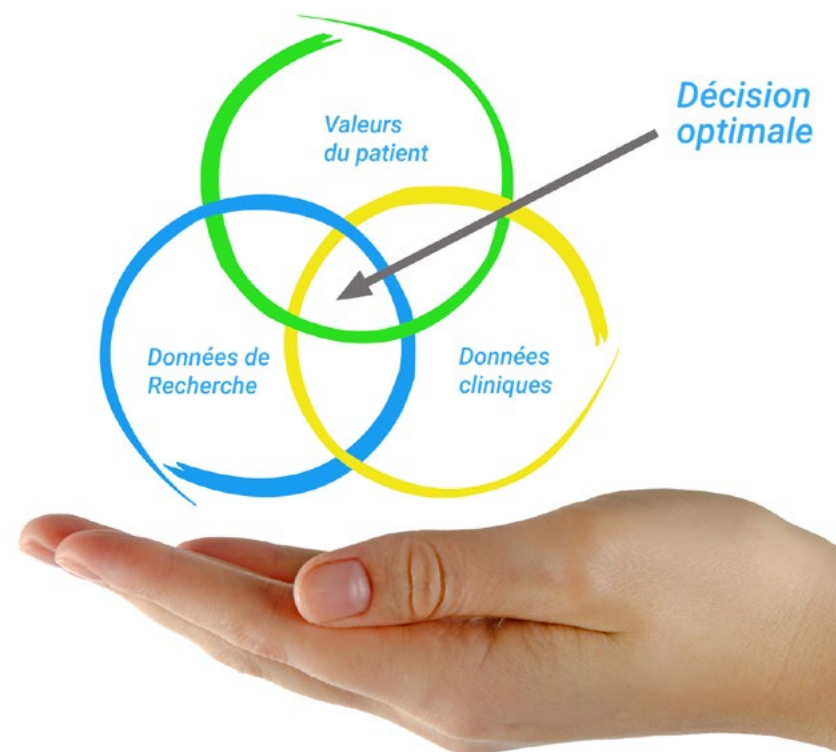 Décision
optimale
Valeurs
du patient
Données de
Recherche
Données
cliniques